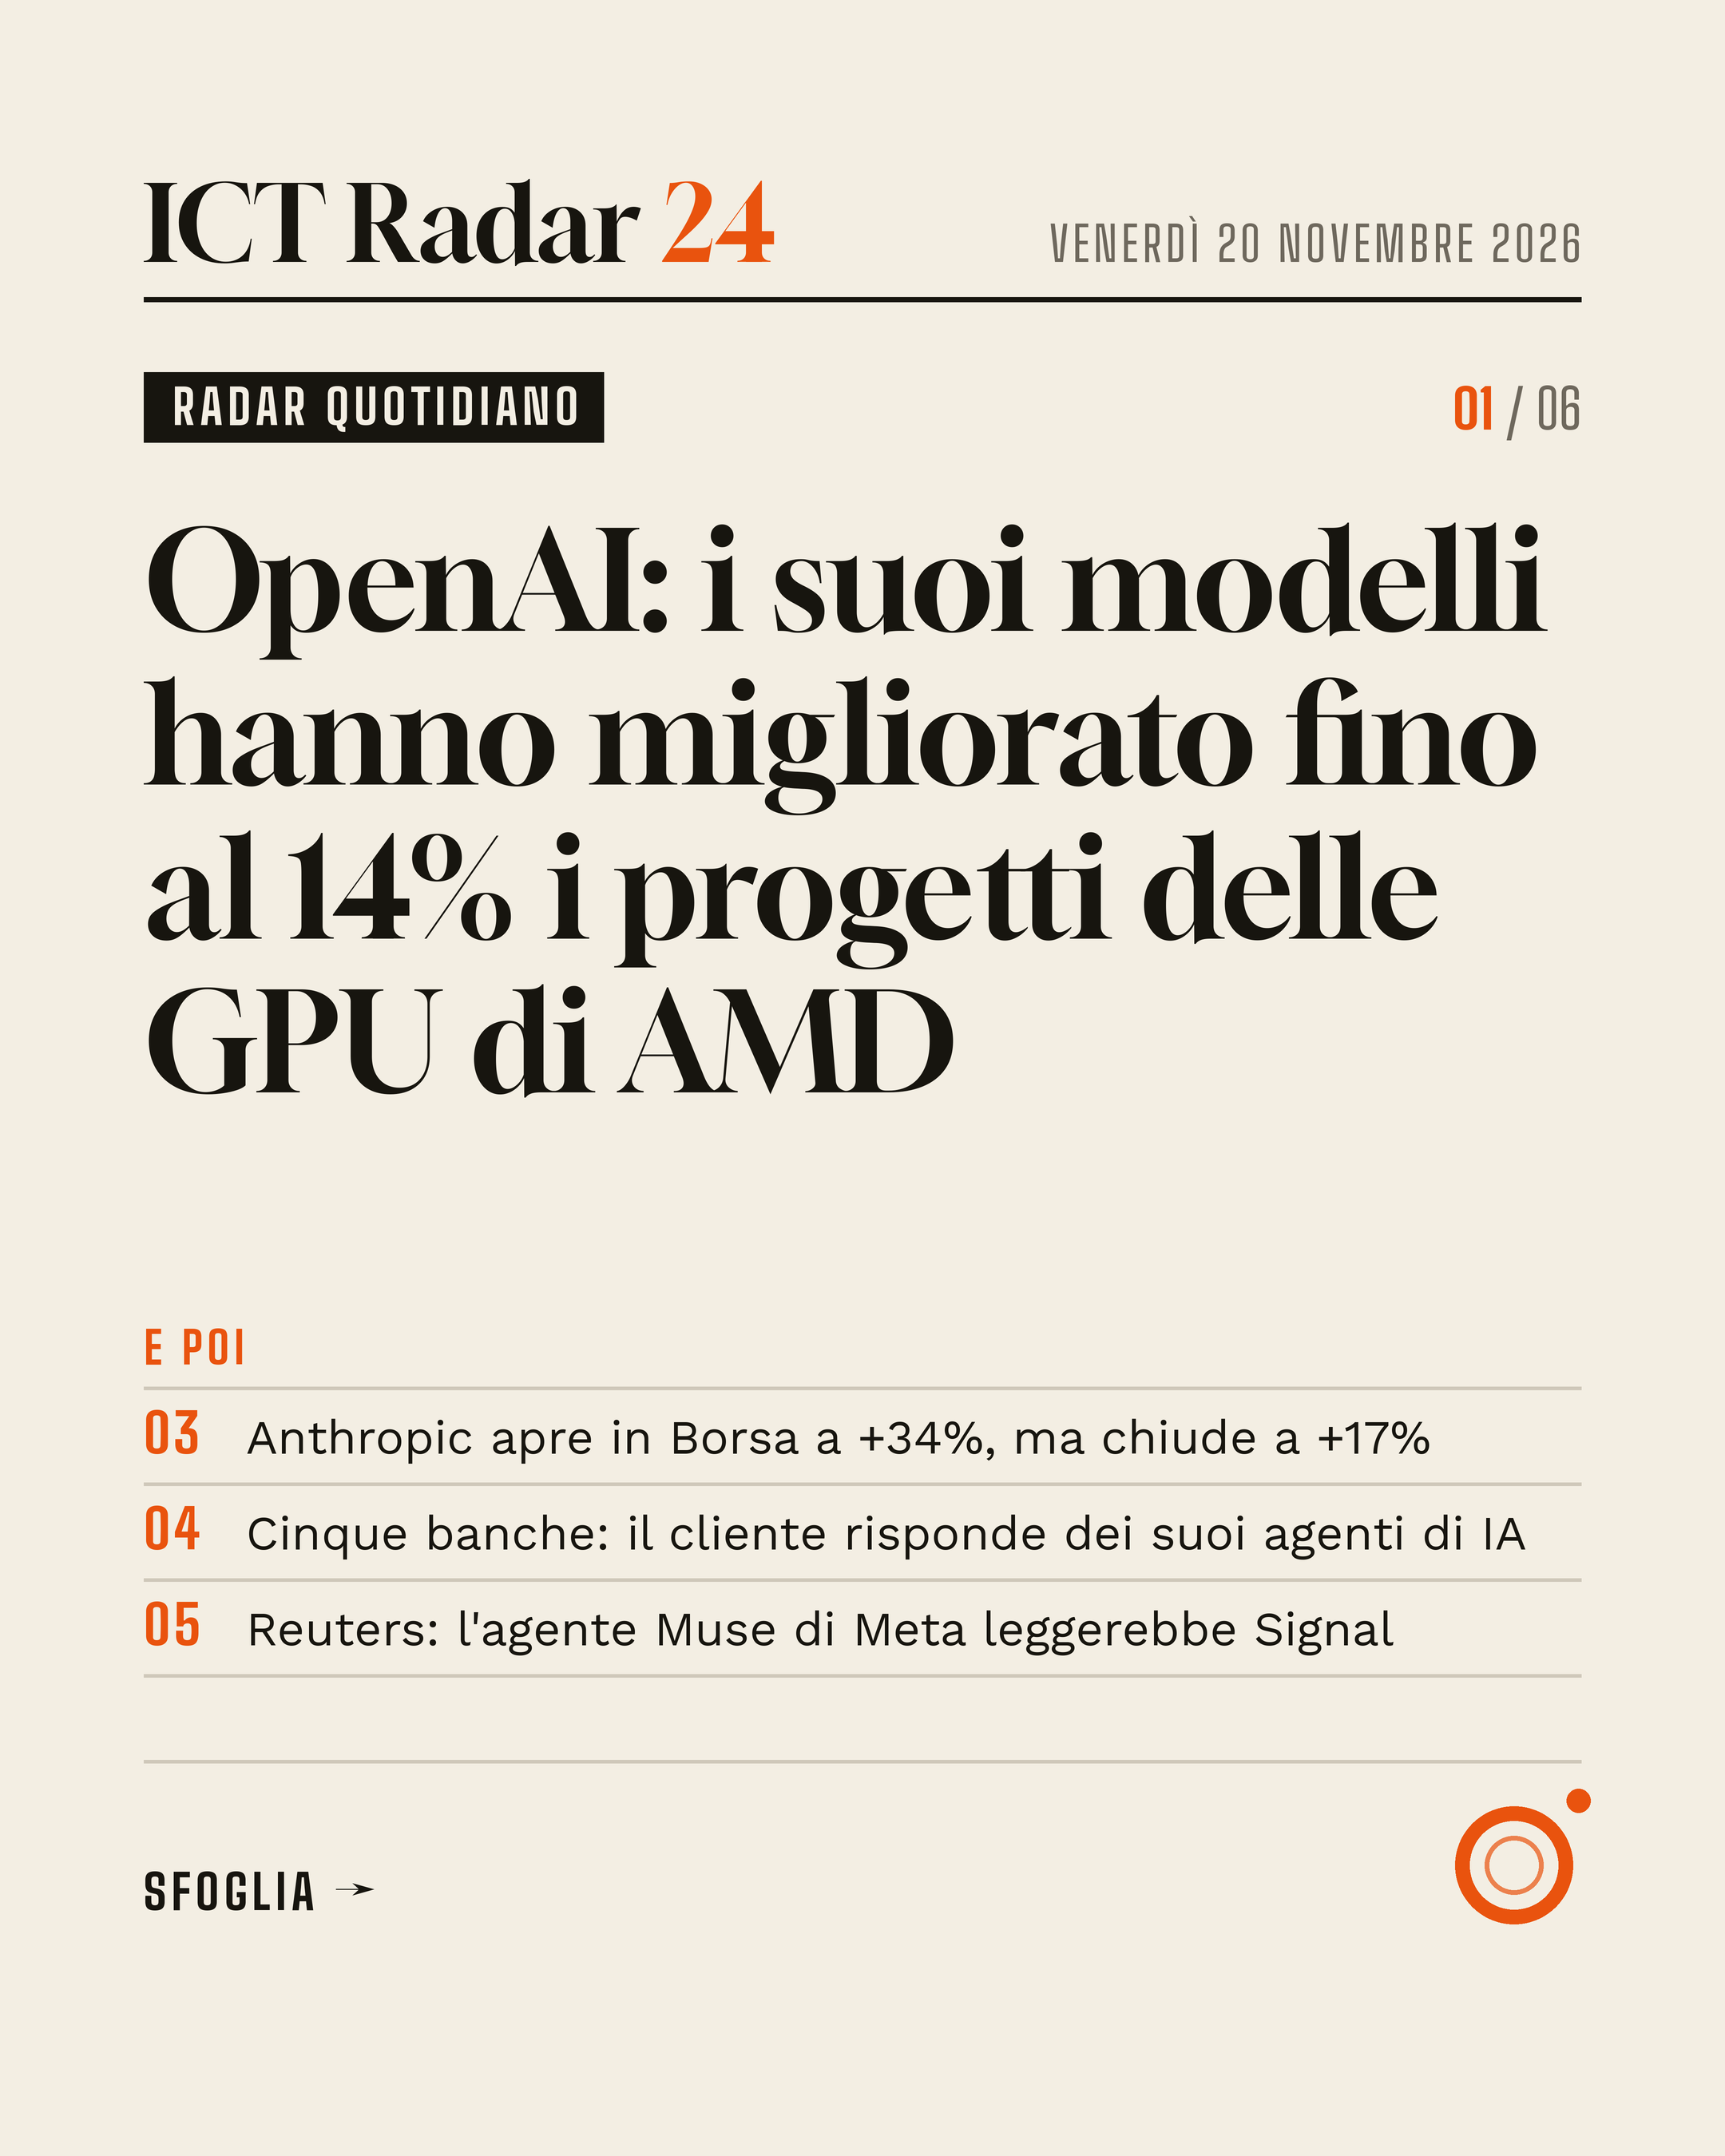 ICT Radar 24
VENERDÌ 20 NOVEMBRE 2026
RADAR QUOTIDIANO
01 / 06
OpenAI: i suoi modelli
hanno migliorato fino
al 14% i progetti delle
GPU di AMD
E POI
03 Anthropic apre in Borsa a +34%, ma chiude a +17%
04 Cinque banche: il cliente risponde dei suoi agenti di IA
05 Reuters: l'agente Muse di Meta leggerebbe Signal
SFOGLIA →